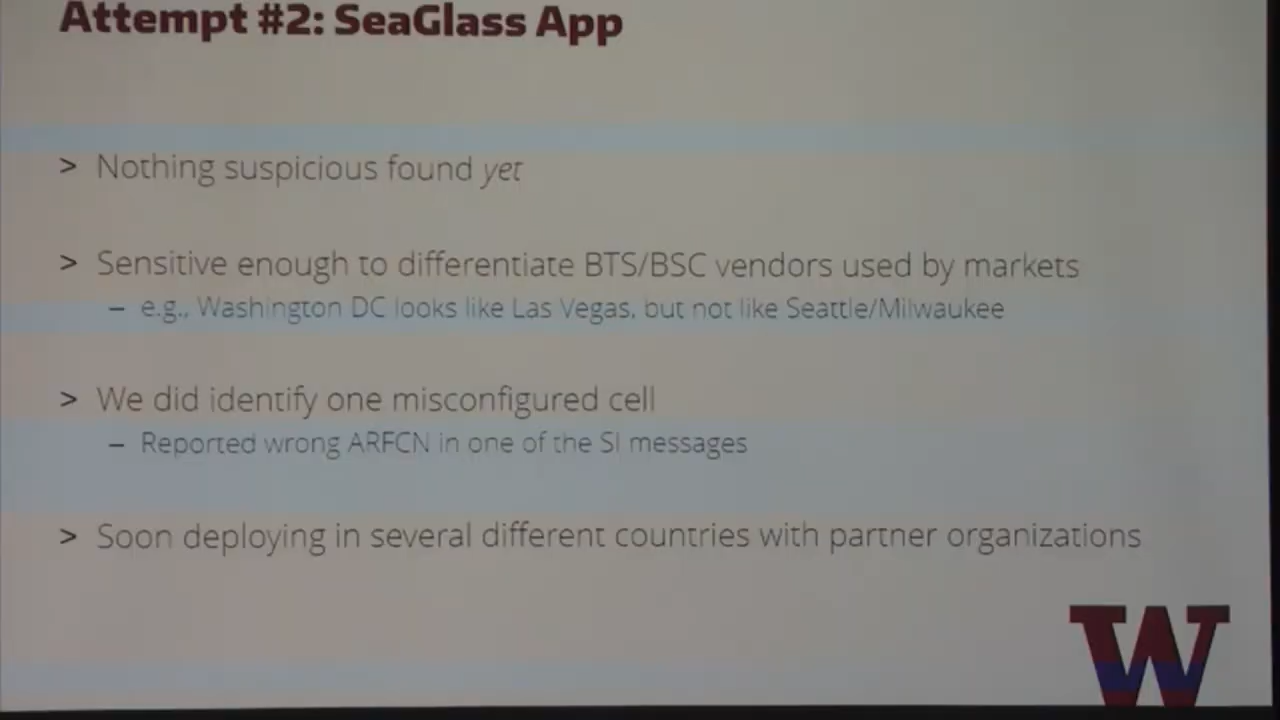 Attempt #2: SeaGlass App
> Nothing suspicious found yet
> Sensitive enough to differentiate BTS/BSC vendors used by markets
– e.g., Washington DC looks like Las Vegas, but not like Seattle/Milwaukee
> We did identify one misconfigured cell
– Reported wrong ARFCN in one of the SI messages
> Soon deploying in several different countries with partner organizations
W